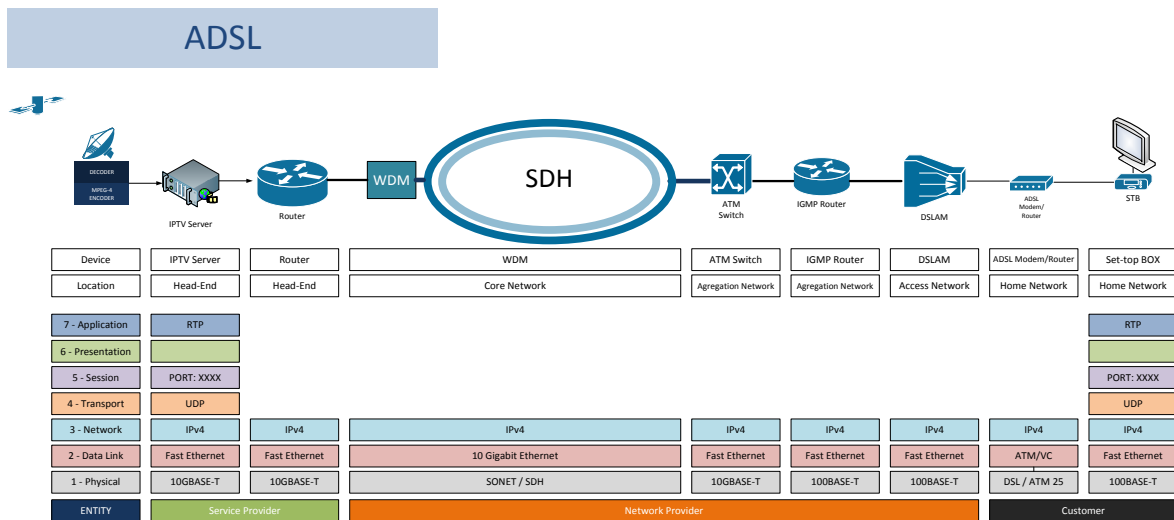 ADSL
DECODER
MPEG-4
ENCODER
IPTV Server
Router
WDM
SDH
ATM
Switch
IGMP Router
DSLAM
ADSL
Modem/
Router
STB
Device IPTV Server Router WDM ATM Switch IGMP Router DSLAM ADSL Modem/Router Set-top BOX
Location Head-End Head-End Core Network Agregation Network Agregation Network Access Network Home Network Home Network
7 - Application RTP RTP
6 - Presentation
5 - Session PORT: XXXX PORT: XXXX
4 - Transport UDP UDP
3 - Network IPv4 IPv4 IPv4 IPv4 IPv4 IPv4 IPv4 IPv4
2 - Data Link Fast Ethernet Fast Ethernet 10 Gigabit Ethernet Fast Ethernet Fast Ethernet Fast Ethernet ATM/VC Fast Ethernet
1 - Physical 10GBASE-T 10GBASE-T SONET / SDH 10GBASE-T 100BASE-T 100BASE-T DSL / ATM 25 100BASE-T
ENTITY Service Provider Network Provider Customer